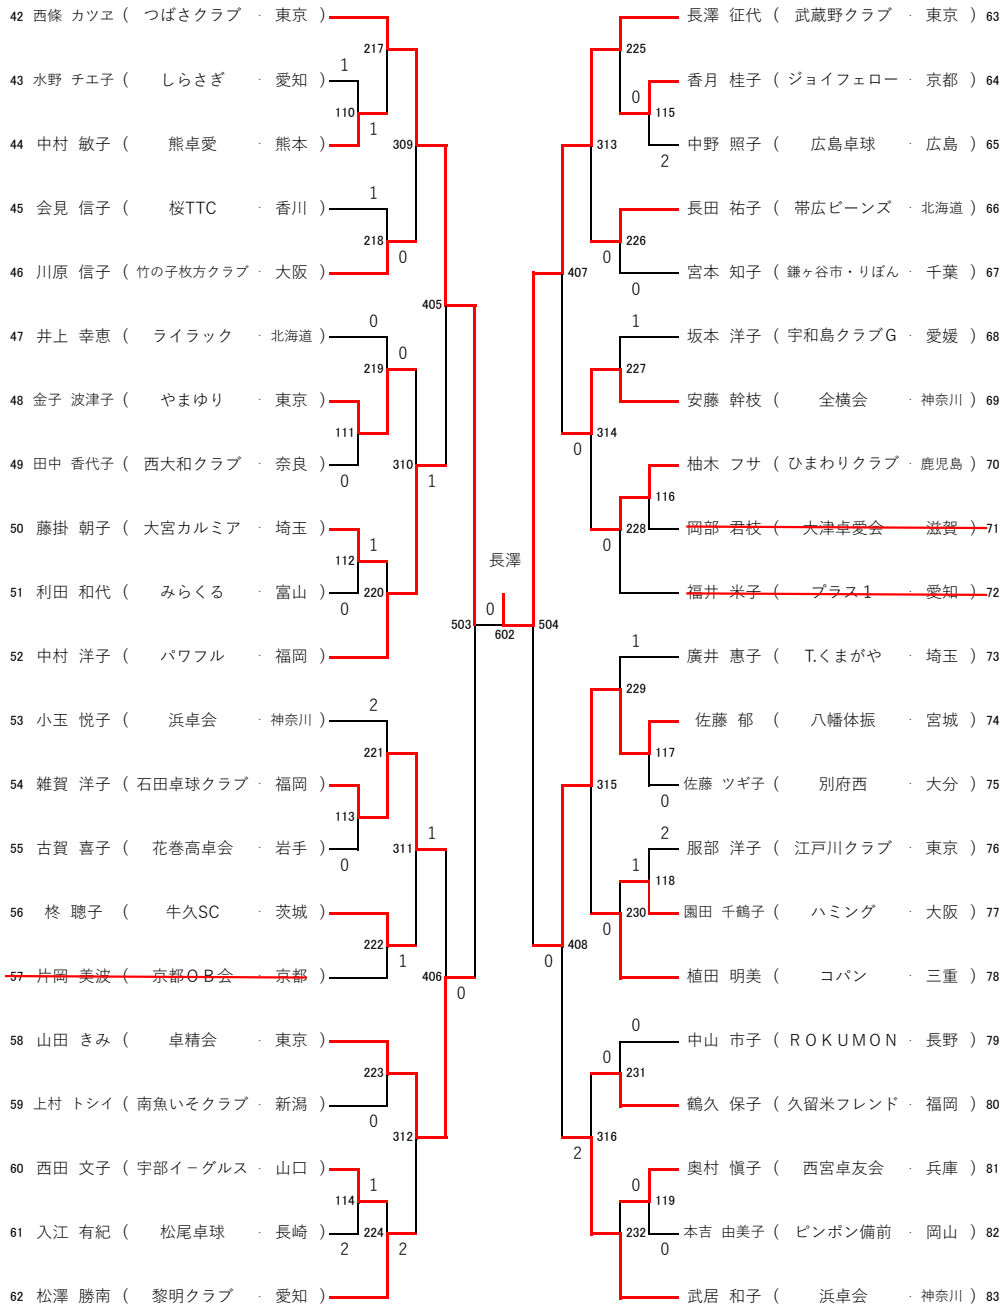 42 西條 カツヱ ( つばさクラブ ・ 東京 )
217
43 水野 チエ子 ( しらさぎ ・ 愛知 )
1
110
1
44 中村 敏子 ( 熊卓愛 ・ 熊本 )
309
45 会見 信子 ( 桜TTC ・ 香川 )
1
218
0
46 川原 信子 ( 竹の子枚方クラブ ・ 大阪 )
405
47 井上 幸恵 ( ライラック ・ 北海道 )
0
0
219
48 金子 波津子 ( やまゆり ・ 東京 )
111
49 田中 香代子 ( 西大和クラブ ・ 奈良 )
0
310
1
50 藤掛 朝子 ( 大宮カルミア ・ 埼玉 )
1
112
51 利田 和代 ( みらくる ・ 富山 )
0
220
52 中村 洋子 ( パワフル ・ 福岡 )
503
53 小玉 悦子 ( 浜卓会 ・ 神奈川 )
2
221
54 雑賀 洋子 ( 石田卓球クラブ ・ 福岡 )
113
55 古賀 喜子 ( 花巻高卓会 ・ 岩手 )
0
311
1
56 柊 聰子 ( 牛久SC ・ 茨城 )
222
1
57 片岡 美波 ( 京都OB会 ・ 京都 )
406
0
58 山田 きみ ( 卓精会 ・ 東京 )
223
59 上村 トシイ ( 南魚いそクラブ ・ 新潟 )
0
312
60 西田 文子 ( 宇部イーグルス ・ 山口 )
1
114
61 入江 有紀 ( 松尾卓球 ・ 長崎 )
2
224
2
62 松澤 勝南 ( 黎明クラブ ・ 愛知 )
長澤
0
602
504
長澤 征代 ( 武蔵野クラブ ・ 東京 ) 63
225
香月 桂子 ( ジョイフェロー ・ 京都 ) 64
0
115
中野 照子 ( 広島卓球 ・ 広島 ) 65
2
313
長田 祐子 ( 帯広ビーンズ ・ 北海道 ) 66
226
0
宮本 知子 ( 鎌ヶ谷市・りぼん ・ 千葉 ) 67
0
407
坂本 洋子 ( 宇和島クラブG ・ 愛媛 ) 68
1
227
安藤 幹枝 ( 全横会 ・ 神奈川 ) 69
314
0
柚木 フサ ( ひまわりクラブ ・ 鹿児島 ) 70
116
岡部 君枝 ( 大津卓愛会 ・ 滋賀 ) 71
228
0
福井 米子 ( プラス1 ・ 愛知 ) 72
廣井 惠子 ( T.くまがや ・ 埼玉 ) 73
1
229
佐藤 郁 ( 八幡体振 ・ 宮城 ) 74
117
佐藤 ツギ子 ( 別府西 ・ 大分 ) 75
0
315
服部 洋子 ( 江戸川クラブ ・ 東京 ) 76
2
1
118
園田 千鶴子 ( ハミング ・ 大阪 ) 77
230
0
植田 明美 ( コパン ・ 三重 ) 78
408
0
中山 市子 ( ROKUMON ・ 長野 ) 79
0
0
231
鶴久 保子 ( 久留米フレンド ・ 福岡 ) 80
316
2
奥村 愼子 ( 西宮卓友会 ・ 兵庫 ) 81
0
119
本吉 由美子 ( ピンポン備前 ・ 岡山 ) 82
0
232
武居 和子 ( 浜卓会 ・ 神奈川 ) 83